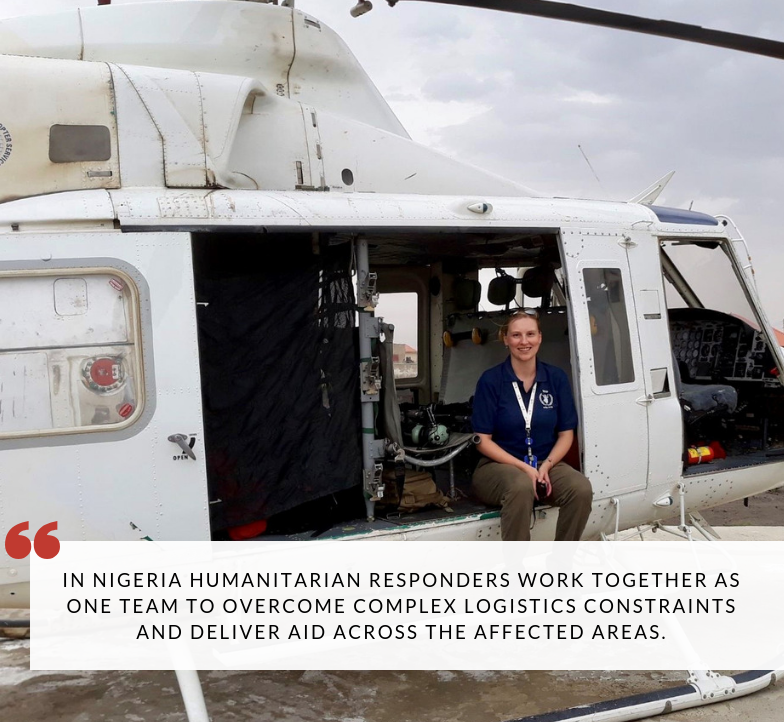 OPEN
“
IN NIGERIA HUMANITARIAN RESPONDERS WORK TOGETHER AS
ONE TEAM TO OVERCOME COMPLEX LOGISTICS CONSTRAINTS
AND DELIVER AID ACROSS THE AFFECTED AREAS.